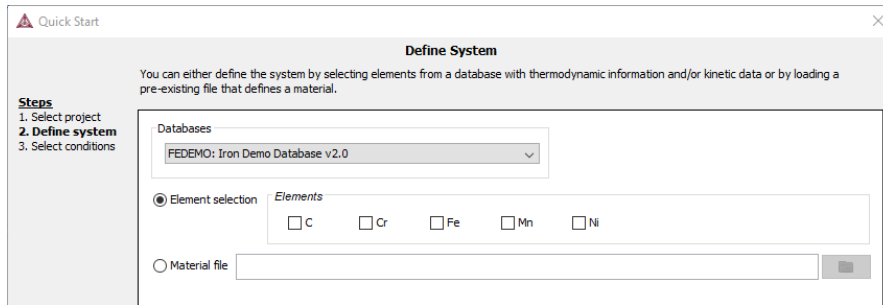 Quick Start
Define System
You can either define the system by selecting elements from a database with thermodynamic information and/or kinetic data or by loading a
pre-existing file that defines a material.
Steps
1. Select project
2. Define system
3. Select conditions
Databases
FEDEMO: Iron Demo Database v2.0
Element selection
Elements
C Cr Fe Mn Ni
Material file